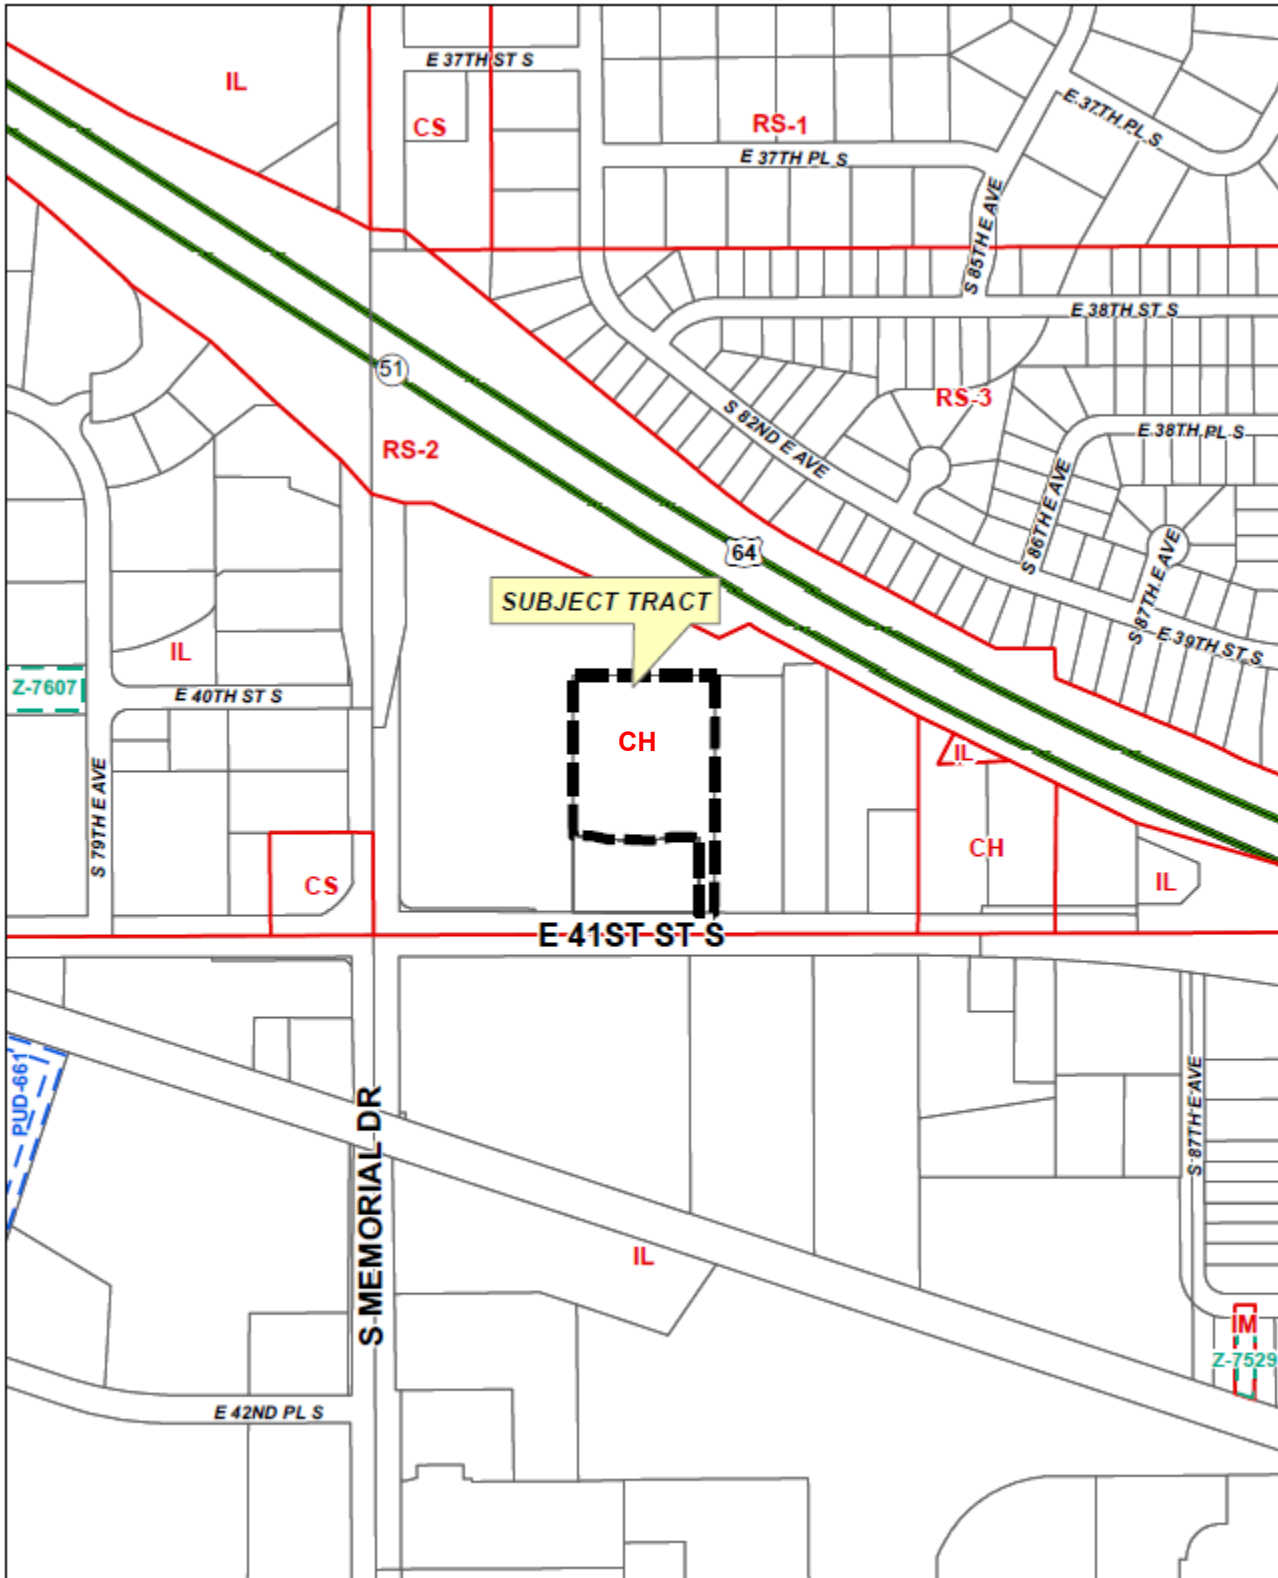 E 37TH ST S
IL
CS
RS-1
E 37TH PL S
E 37TH PL S
S 85TH E AVE
E 38TH ST S
51
RS-3
S 82ND E AVE
E 38TH PL S
RS-2
S 86TH E AVE
64
S 87TH E AVE
SUBJECT TRACT
E 39TH ST S
IL
Z-7607
E 40TH ST S
CH
IL
S 79TH E AVE
CH
CS
IL
E 41ST ST S
PUD-661
S MEMORIAL DR
S 87TH E AVE
IL
IM
Z-7529
E 42ND PL S